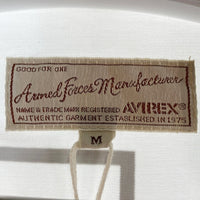 GOOD FOR ONE
Armed Forces Manufacturer
NAME & TRADE MARK REGISTERED AVIREX®
AUTHENTIC GARMENT ESTABLISHED IN 1975
M